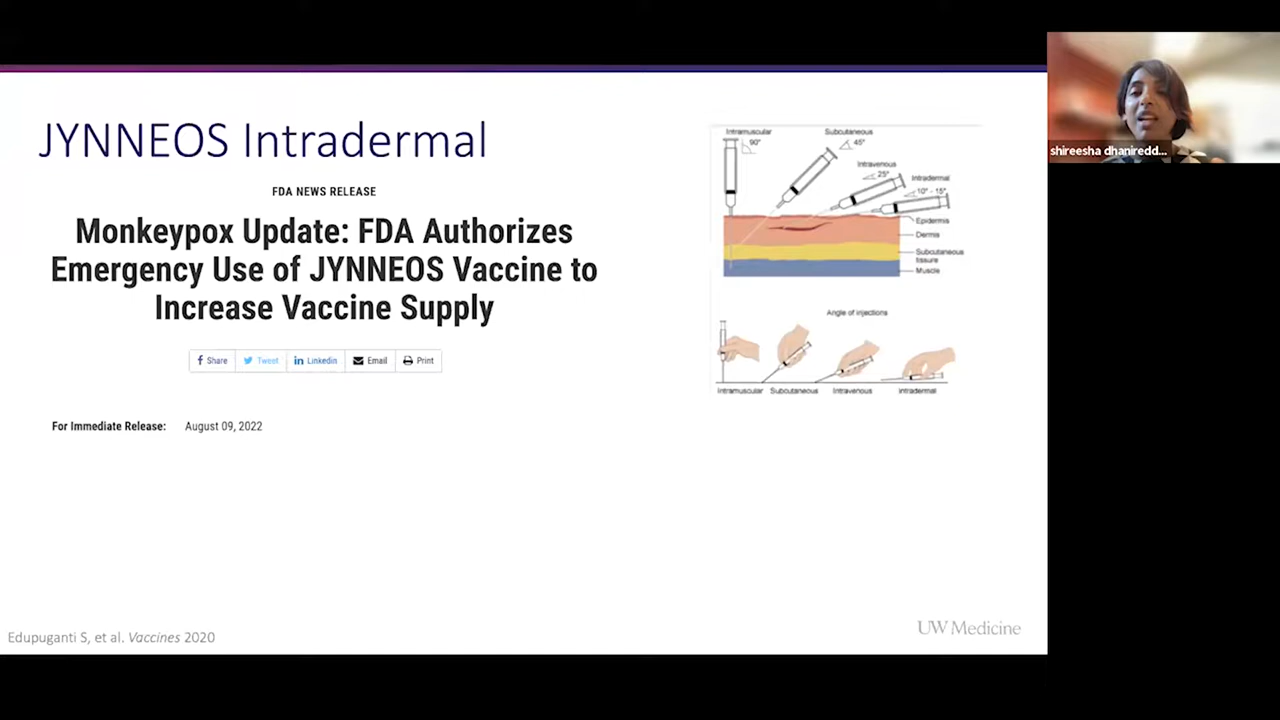 JYNNEOS Intradermal
FDA NEWS RELEASE
Monkeypox Update: FDA Authorizes
Emergency Use of JYNNEOS Vaccine to
Increase Vaccine Supply
Share Tweet Linkedin Email Print
For Immediate Release: August 09, 2022
Intramuscular
90°
Subcutaneous
45°
Intravenous
25°
Intradermal
10° - 15°
Epidermis
Dermis
Subcutaneous
tissue
Muscle
Angle of injections
Intramuscular Subcutaneous Intravenous Intradermal
Edupuganti S, et al. Vaccines 2020
UW Medicine
shireesha dhaniredd...